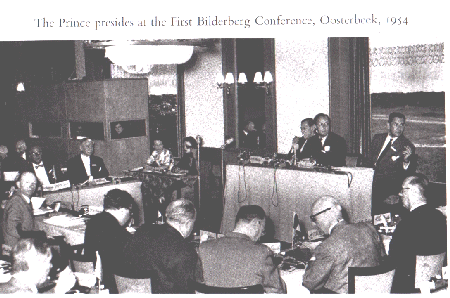 The Prince presides at the First Bilderberg Conference, Oosterbeek, 1954